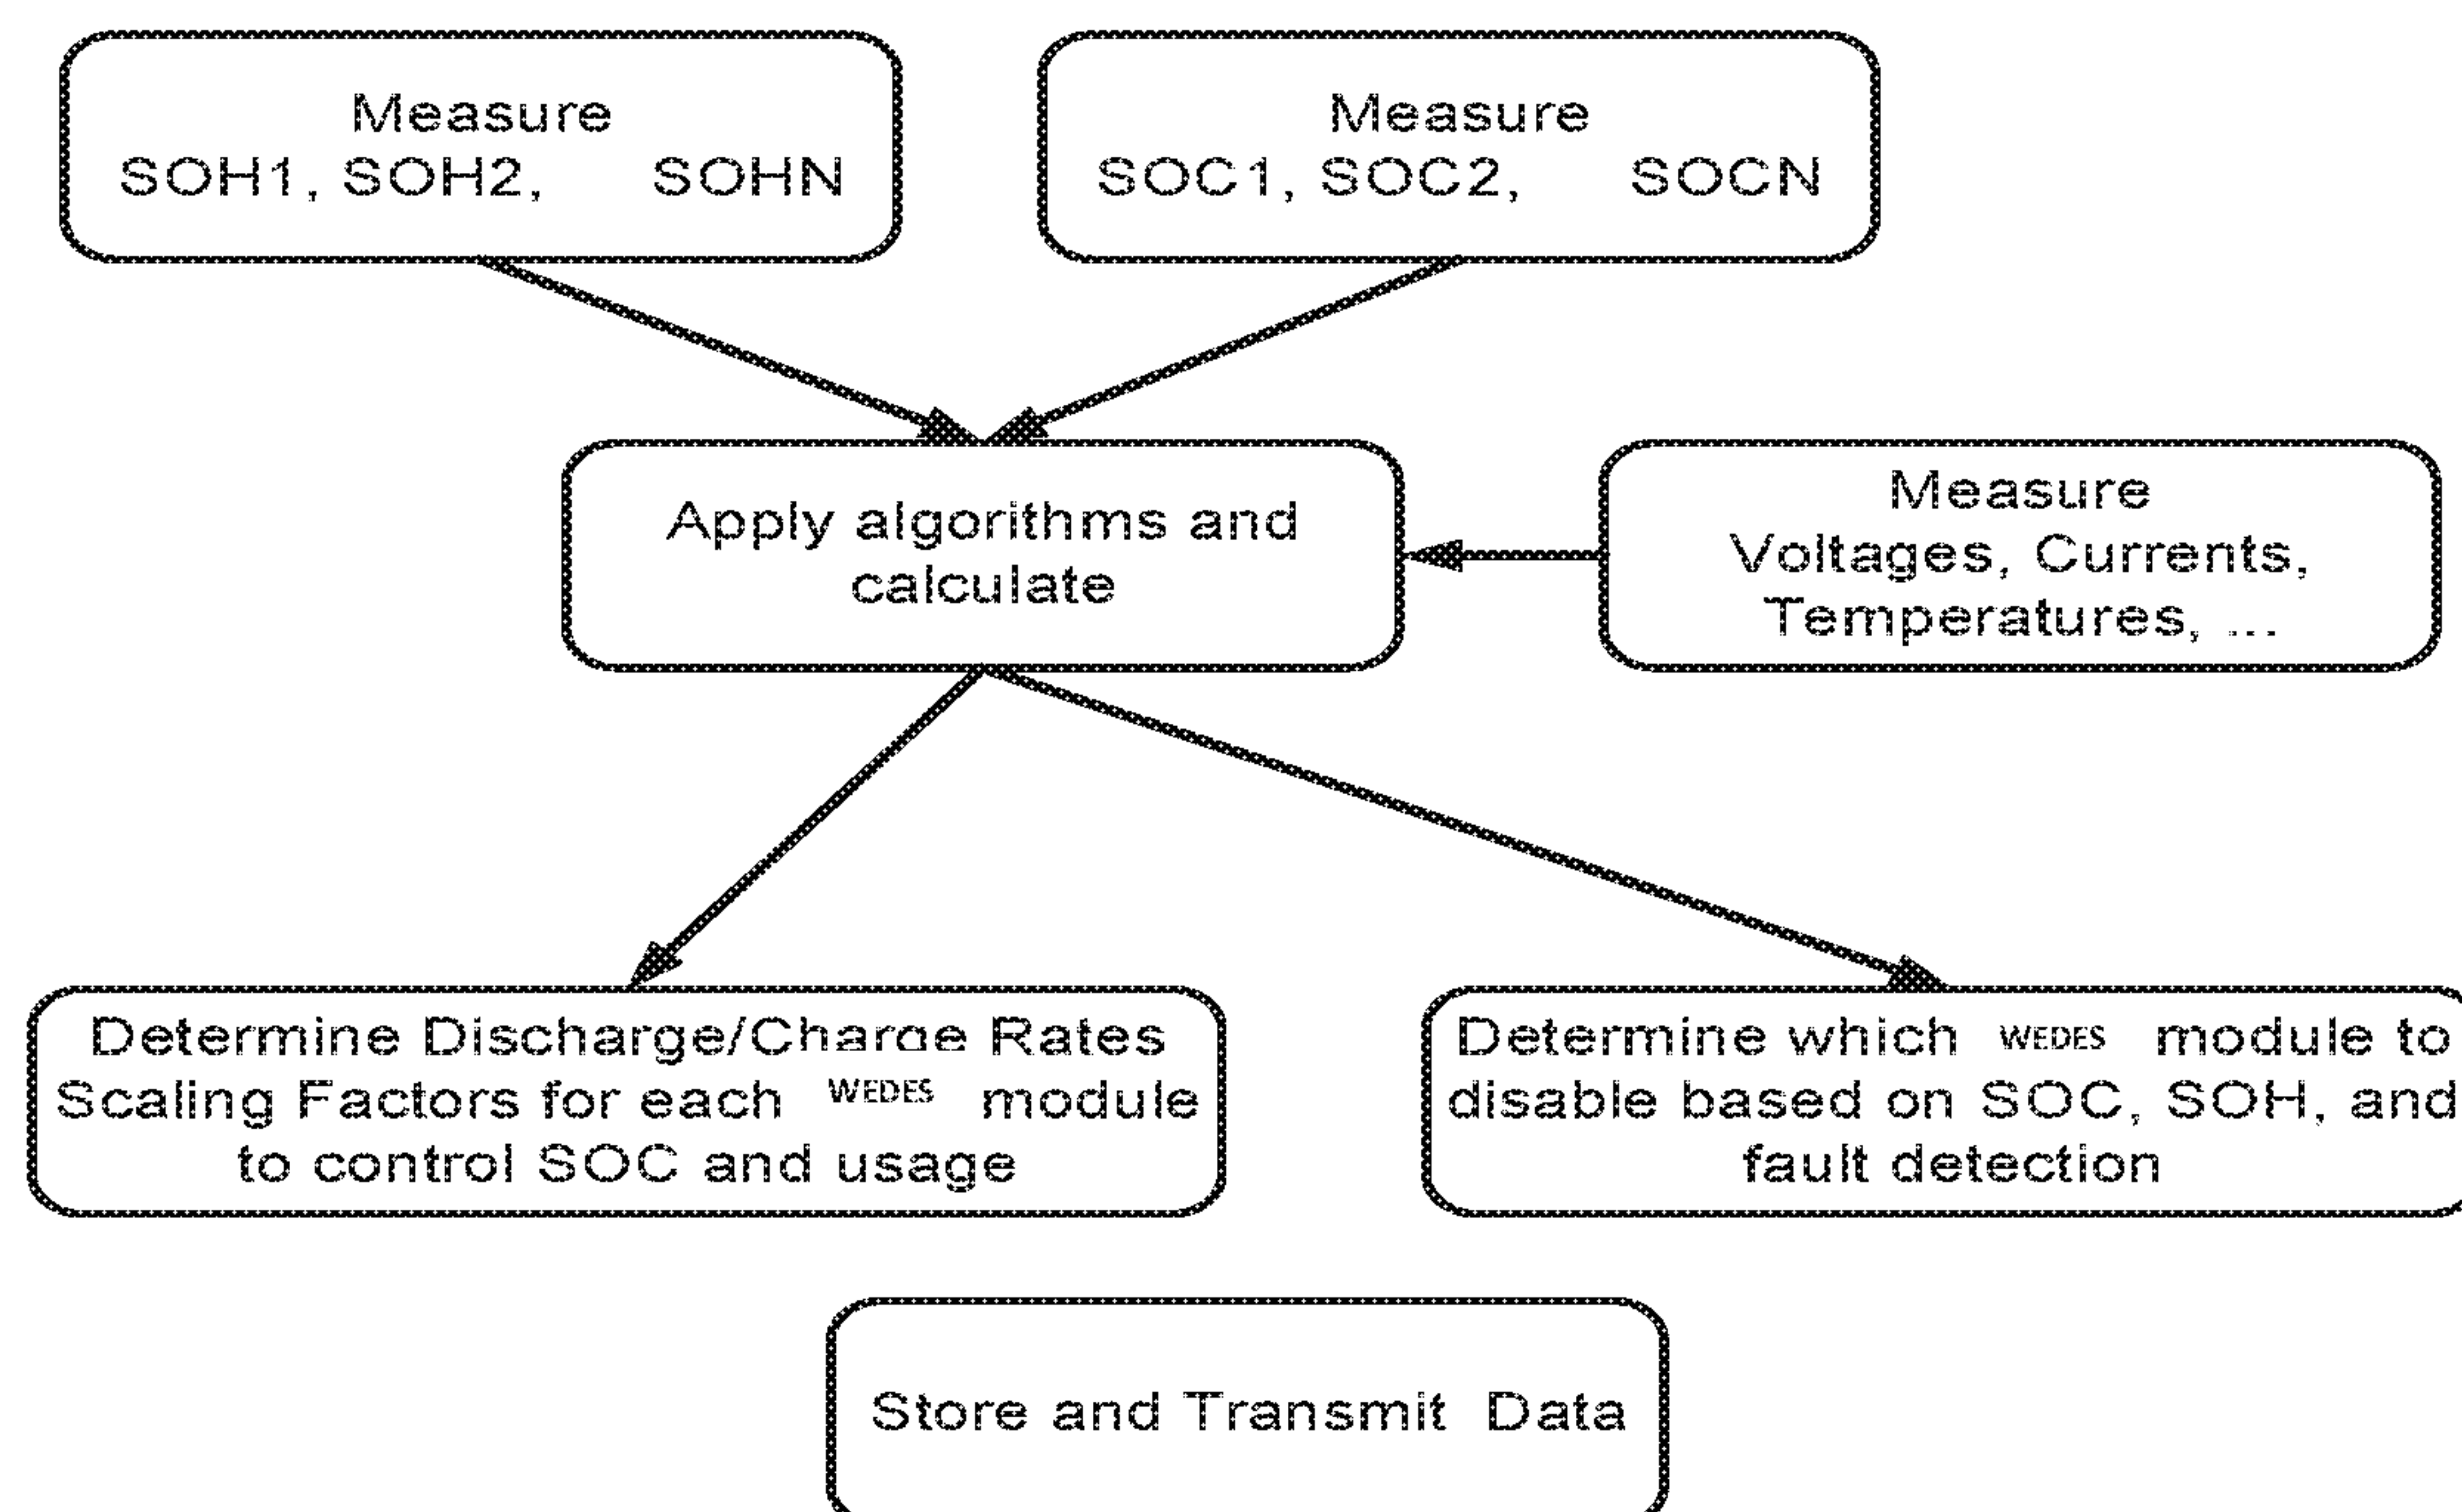 Measure
SOH1, SOH2, SOHN
Measure
SOC1, SOC2, SOCN
Apply algorithms and
calculate
Measure
Voltages, Currents,
Temperatures, ...
Determine Discharge/Charge Rates
Scaling Factors for each WEDES module
to control SOC and usage
Determine which WEDES module to
disable based on SOC, SOH, and
fault detection
Store and Transmit Data